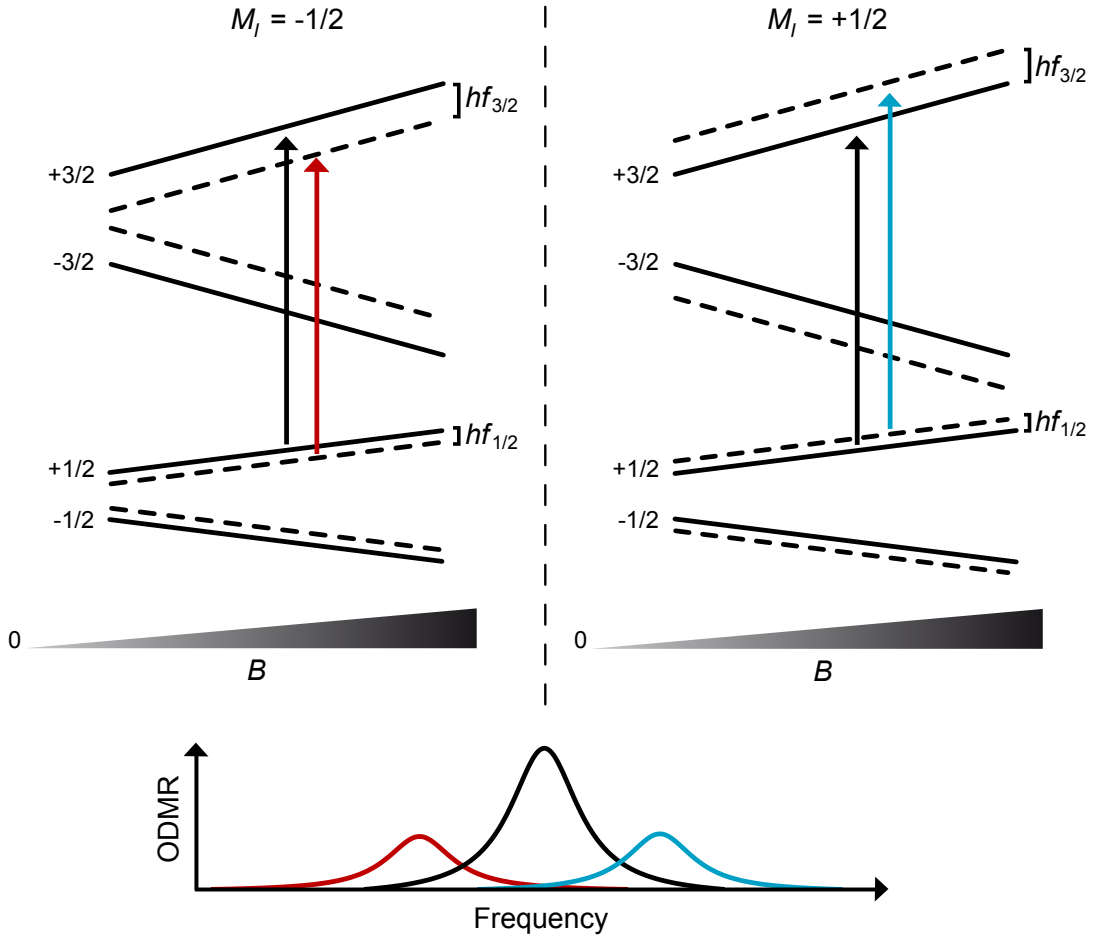 M_I = -1/2
hf_3/2
+3/2
-3/2
hf_1/2
+1/2
-1/2
0
B
M_I = +1/2
hf_3/2
+3/2
-3/2
hf_1/2
+1/2
-1/2
0
B
ODMR
Frequency